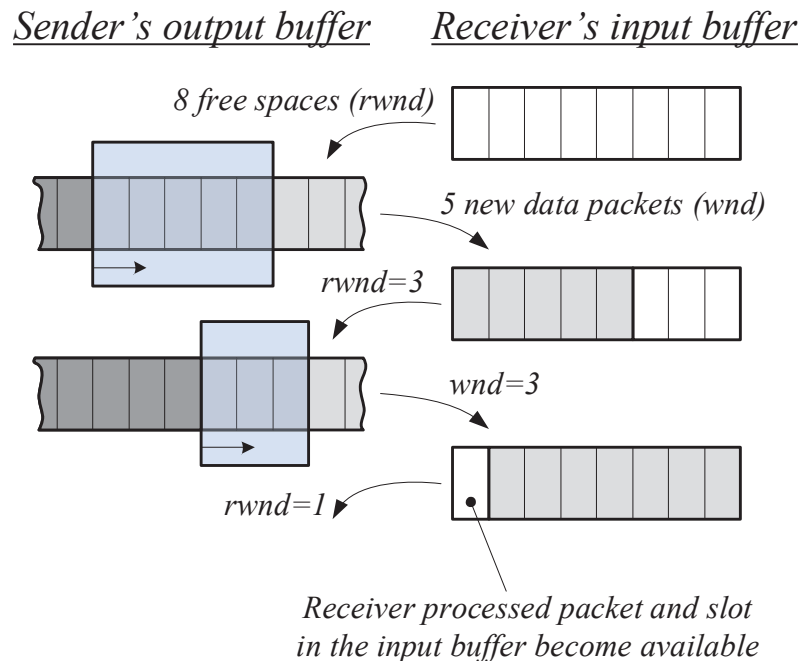 Sender’s output buffer
Receiver’s input buffer
8 free spaces (rwnd)
5 new data packets (wnd)
rwnd=3
wnd=3
rwnd=1
Receiver processed packet and slot
in the input buffer become available